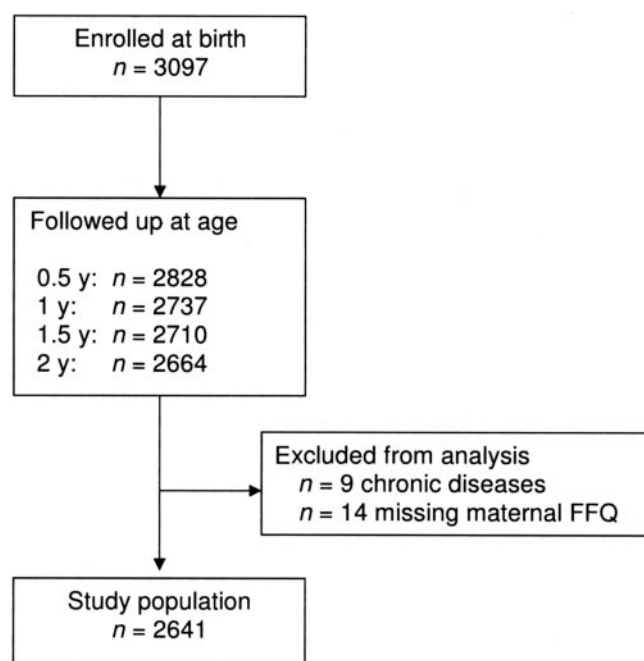 Enrolled at birth
n = 3097
Followed up at age
0.5 y: n = 2828
1 y: n = 2737
1.5 y: n = 2710
2 y: n = 2664
Excluded from analysis
n = 9 chronic diseases
n = 14 missing maternal FFQ
Study population
n = 2641